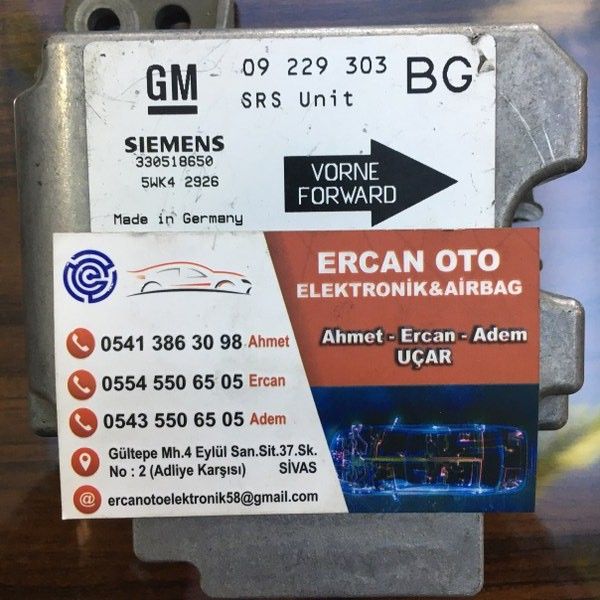 GM
09 229 303 BG
SRS Unit
SIEMENS
330518650
5WK4 2926
Made in Germany
VORNE
FORWARD
ERCAN OTO
ELEKTRONİK&AİRBAG
Ahmet - Ercan - Adem
UÇAR
0541 386 30 98 Ahmet
0554 550 65 05 Ercan
0543 550 65 05 Adem
Gültepe Mh.4 Eylül San.Sit.37.Sk.
No : 2 (Adliye Karşısı) SİVAS
@ ercanotoelektronik58@gmail.com